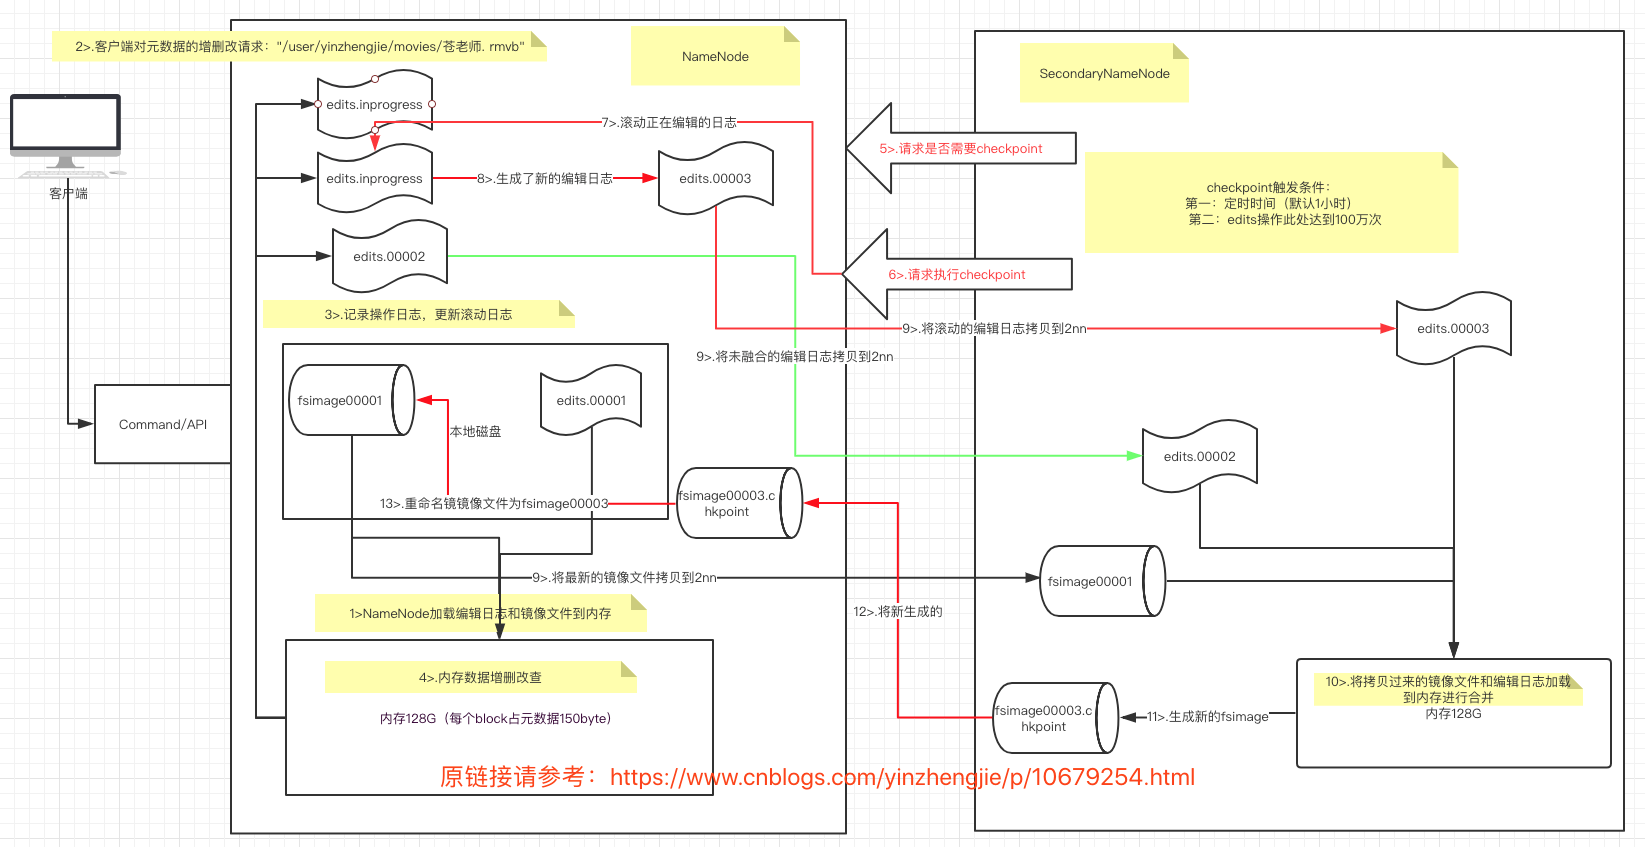 2>.客户端对元数据的增删改请求："/user/yinzhengjie/movies/苍老师. rmvb"
NameNode
SecondaryNameNode
edits.inprogress
7>.滚动正在编辑的日志
5>.请求是否需要checkpoint
edits.inprogress
8>.生成了新的编辑日志
edits.00003
客户端
checkpoint触发条件：
第一：定时时间（默认1小时）
第二：edits操作此处达到100万次
edits.00002
6>.请求执行checkpoint
3>.记录操作日志，更新滚动日志
9>.将滚动的编辑日志拷贝到2nn
edits.00003
9>.将未融合的编辑日志拷贝到2nn
fsimage00001
edits.00001
Command/API
本地磁盘
edits.00002
13>.重命名镜镜像文件为fsimage00003
fsimage00003.c
hkpoint
9>.将最新的镜像文件拷贝到2nn
fsimage00001
1>NameNode加载编辑日志和镜像文件到内存
12>.将新生成的
4>.内存数据增删改查
10>.将拷贝过来的镜像文件和编辑日志加载
到内存进行合并
内存128G
内存128G（每个block占元数据150byte）
fsimage00003.c
hkpoint
11>.生成新的fsimage
原链接请参考：https://www.cnblogs.com/yinzhengjie/p/10679254.html